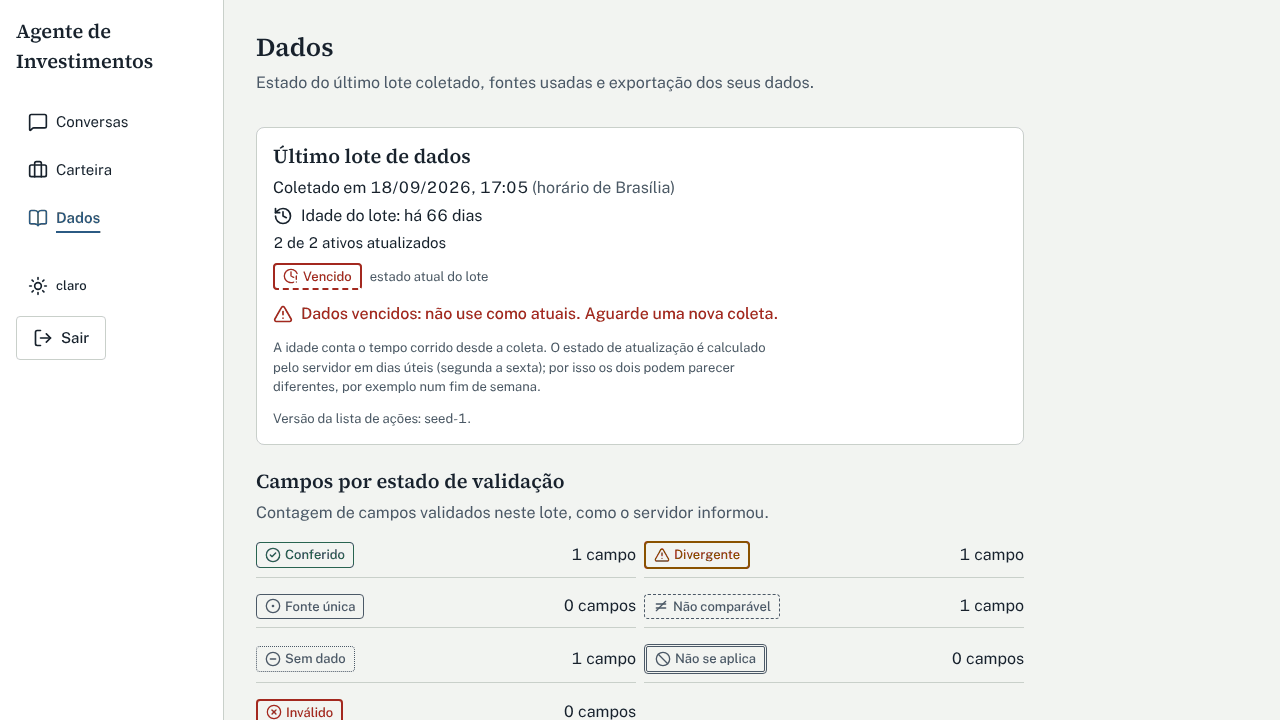 Agente de
Investimentos
Conversas
Carteira
Dados
claro
Sair
Dados
Estado do último lote coletado, fontes usadas e exportação dos seus dados.
Último lote de dados
Coletado em 18/09/2026, 17:05 (horário de Brasília)
Idade do lote: há 66 dias
2 de 2 ativos atualizados
Vencido estado atual do lote
Dados vencidos: não use como atuais. Aguarde uma nova coleta.
A idade conta o tempo corrido desde a coleta. O estado de atualização é calculado
pelo servidor em dias úteis (segunda a sexta); por isso os dois podem parecer
diferentes, por exemplo num fim de semana.
Versão da lista de ações: seed-1.
Campos por estado de validação
Contagem de campos validados neste lote, como o servidor informou.
Conferido 1 campo
Divergente 1 campo
Fonte única 0 campos
Não comparável 1 campo
Sem dado 1 campo
Não se aplica 0 campos
Inválido 0 campos